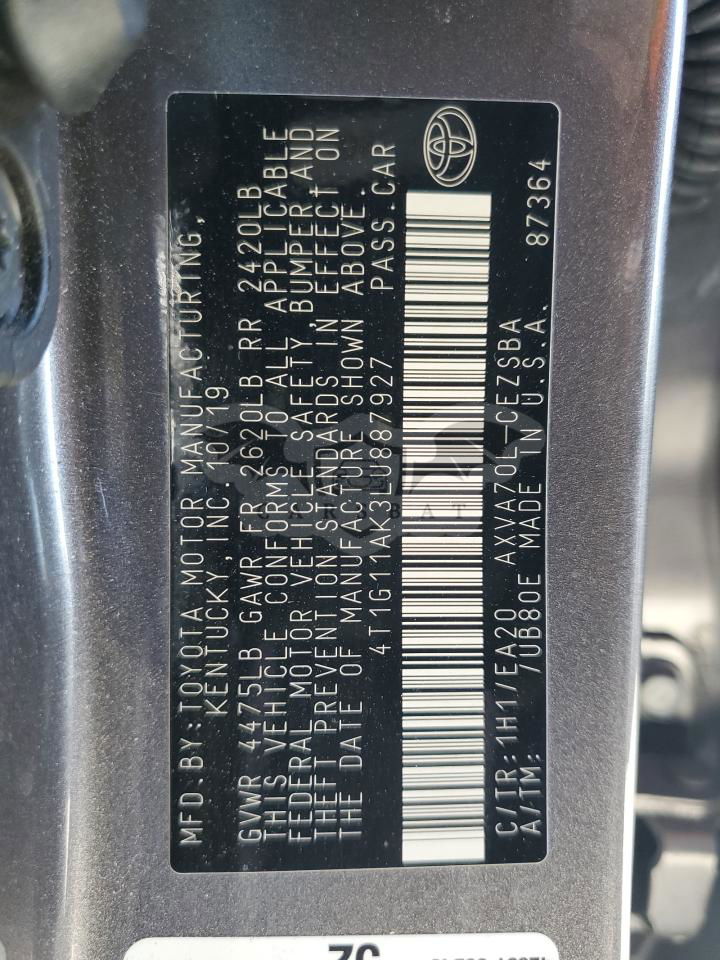 MFD.BY:TOYOTA MOTOR MANUFACTURING,
KENTUCKY,INC. 10/19
GVWR 4475LB GAWR FR 2620LB RR 2420LB
THIS VEHICLE CONFORMS TO ALL APPLICABLE
FEDERAL MOTOR VEHICLE SAFETY,BUMPER AND
THEFT PREVENTION STANDARDS IN EFFECT ON
THE DATE OF MANUFACTURE SHOWN ABOVE.
4T1G11AK3LU887927 PASS.CAR
C/TR:1H1/EA20 AXVA70L-CEZSBA
A/TM: /UB80E MADE IN U.S.A. 87364
CARSBAT